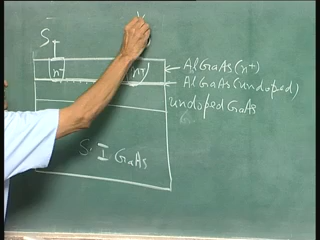 S
n+ n+ AlGaAs(n+)
AlGaAs(undoped)
undoped GaAs
S. I GaAs